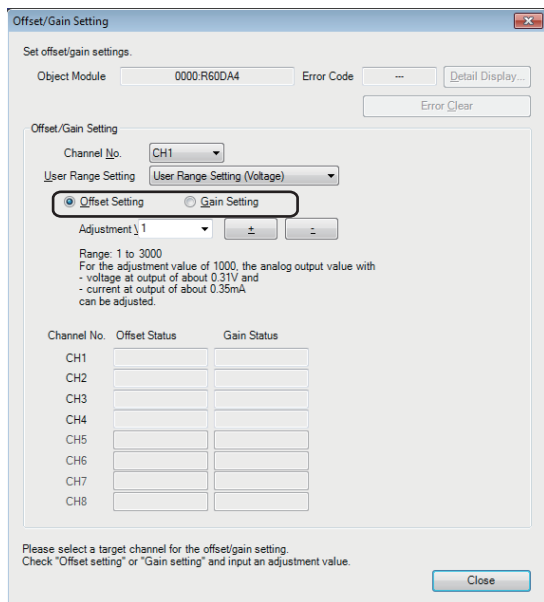 Offset/Gain Setting
Set offset/gain settings.
Object Module 0000:R60DA4 Error Code --- Detail Display...
Error Clear
Offset/Gain Setting
Channel No. CH1
User Range Setting User Range Setting (Voltage)
Offset Setting Gain Setting
Adjustment \ 1 + -
Range: 1 to 3000
For the adjustment value of 1000, the analog output value with
- voltage at output of about 0.31V and
- current at output of about 0.35mA
can be adjusted.
Channel No. Offset Status Gain Status
CH1
CH2
CH3
CH4
CH5
CH6
CH7
CH8
Please select a target channel for the offset/gain setting.
Check "Offset setting" or "Gain setting" and input an adjustment value.
Close